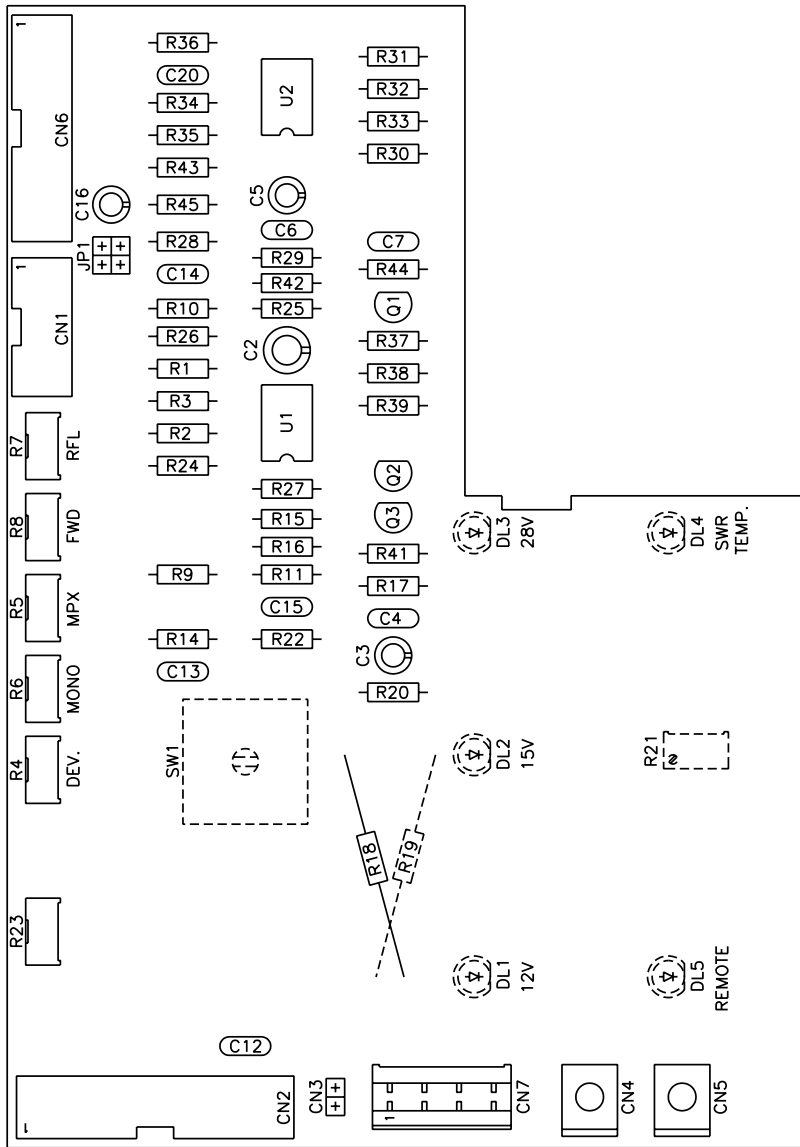 1
CN6
R36
C20
R34
R35
R43
R45
R28
C14
R10
R26
R1
R3
R2
R24
R9
R14
C13
C16
JP1
1
CN1
R7
RFL
R8
FWD
R5
MPX
R6
MONO
R4
DEV.
R23
U2
C5
C6
R29
R42
R25
C2
U1
R27
R15
R16
R11
C15
R22
SW1
R31
R32
R33
R30
C7
R44
Q1
R37
R38
R39
Q2
Q3
R41
R17
C4
C3
R20
R18
R19
DL3
28V
DL4
SWR
TEMP.
DL2
15V
R21
DL1
12V
DL5
REMOTE
C12
1
CN2
CN3
1
CN7
CN4
CN5